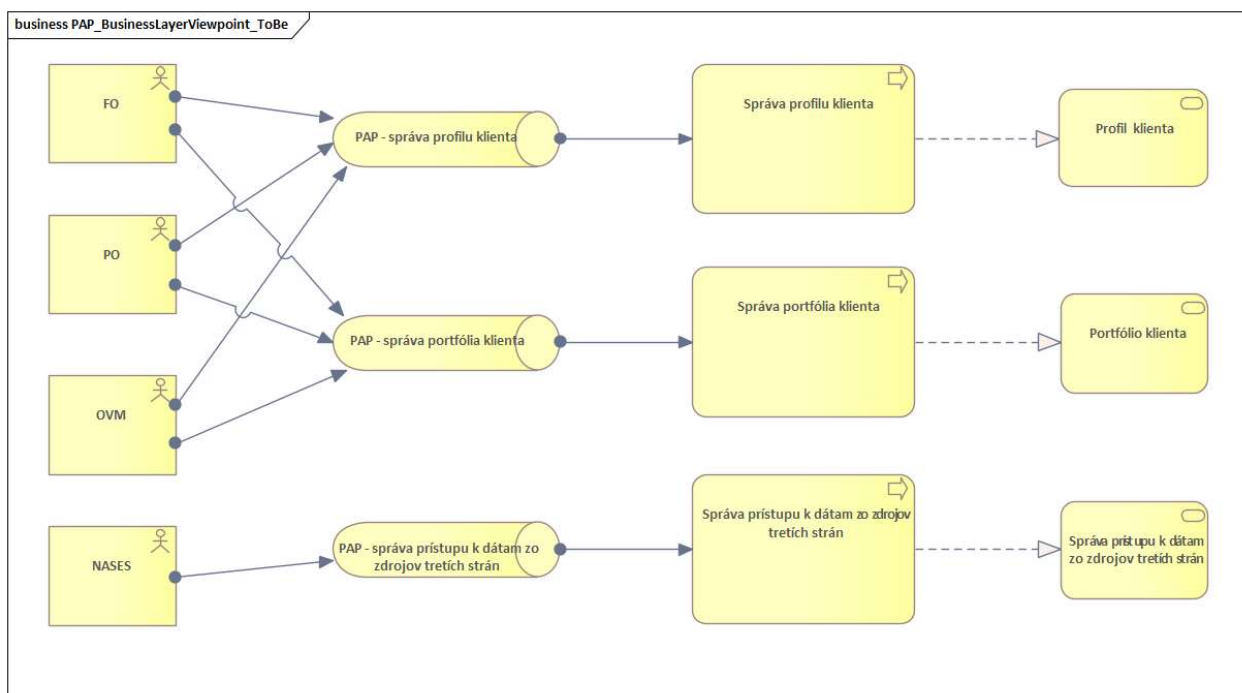 business PAP_BusinessLayerViewpoint_ToBe
FO
PAP - správa profilu klienta
Správa profilu klienta
Profil klienta
PO
PAP - správa portfólia klienta
Správa portfólia klienta
Portfólio klienta
OVM
NASES
PAP - správa prístupu k dátam zo
zdrojov tretích strán
Správa prístupu k dátam zo zdrojov
tretích strán
Správa prístupu k dátam
zo zdrojov tretích strán